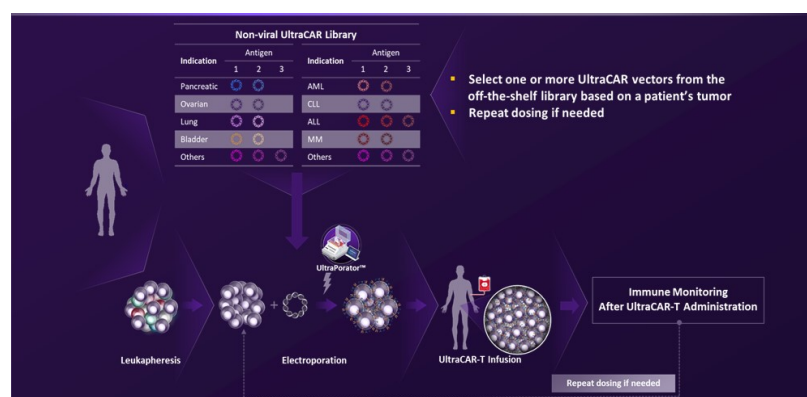 Non-viral UltraCAR Library
Indication Antigen Indication Antigen
1 2 3 1 2 3
Pancreatic AML
Ovarian CLL
Lung ALL
Bladder MM
Others Others
Select one or more UltraCAR vectors from the
off-the-shelf library based on a patient's tumor
Repeat dosing if needed
UltraPorator™
+
Leukapheresis
Electroporation
UltraCAR-T Infusion
Immune Monitoring
After UltraCAR-T Administration
Repeat dosing if needed